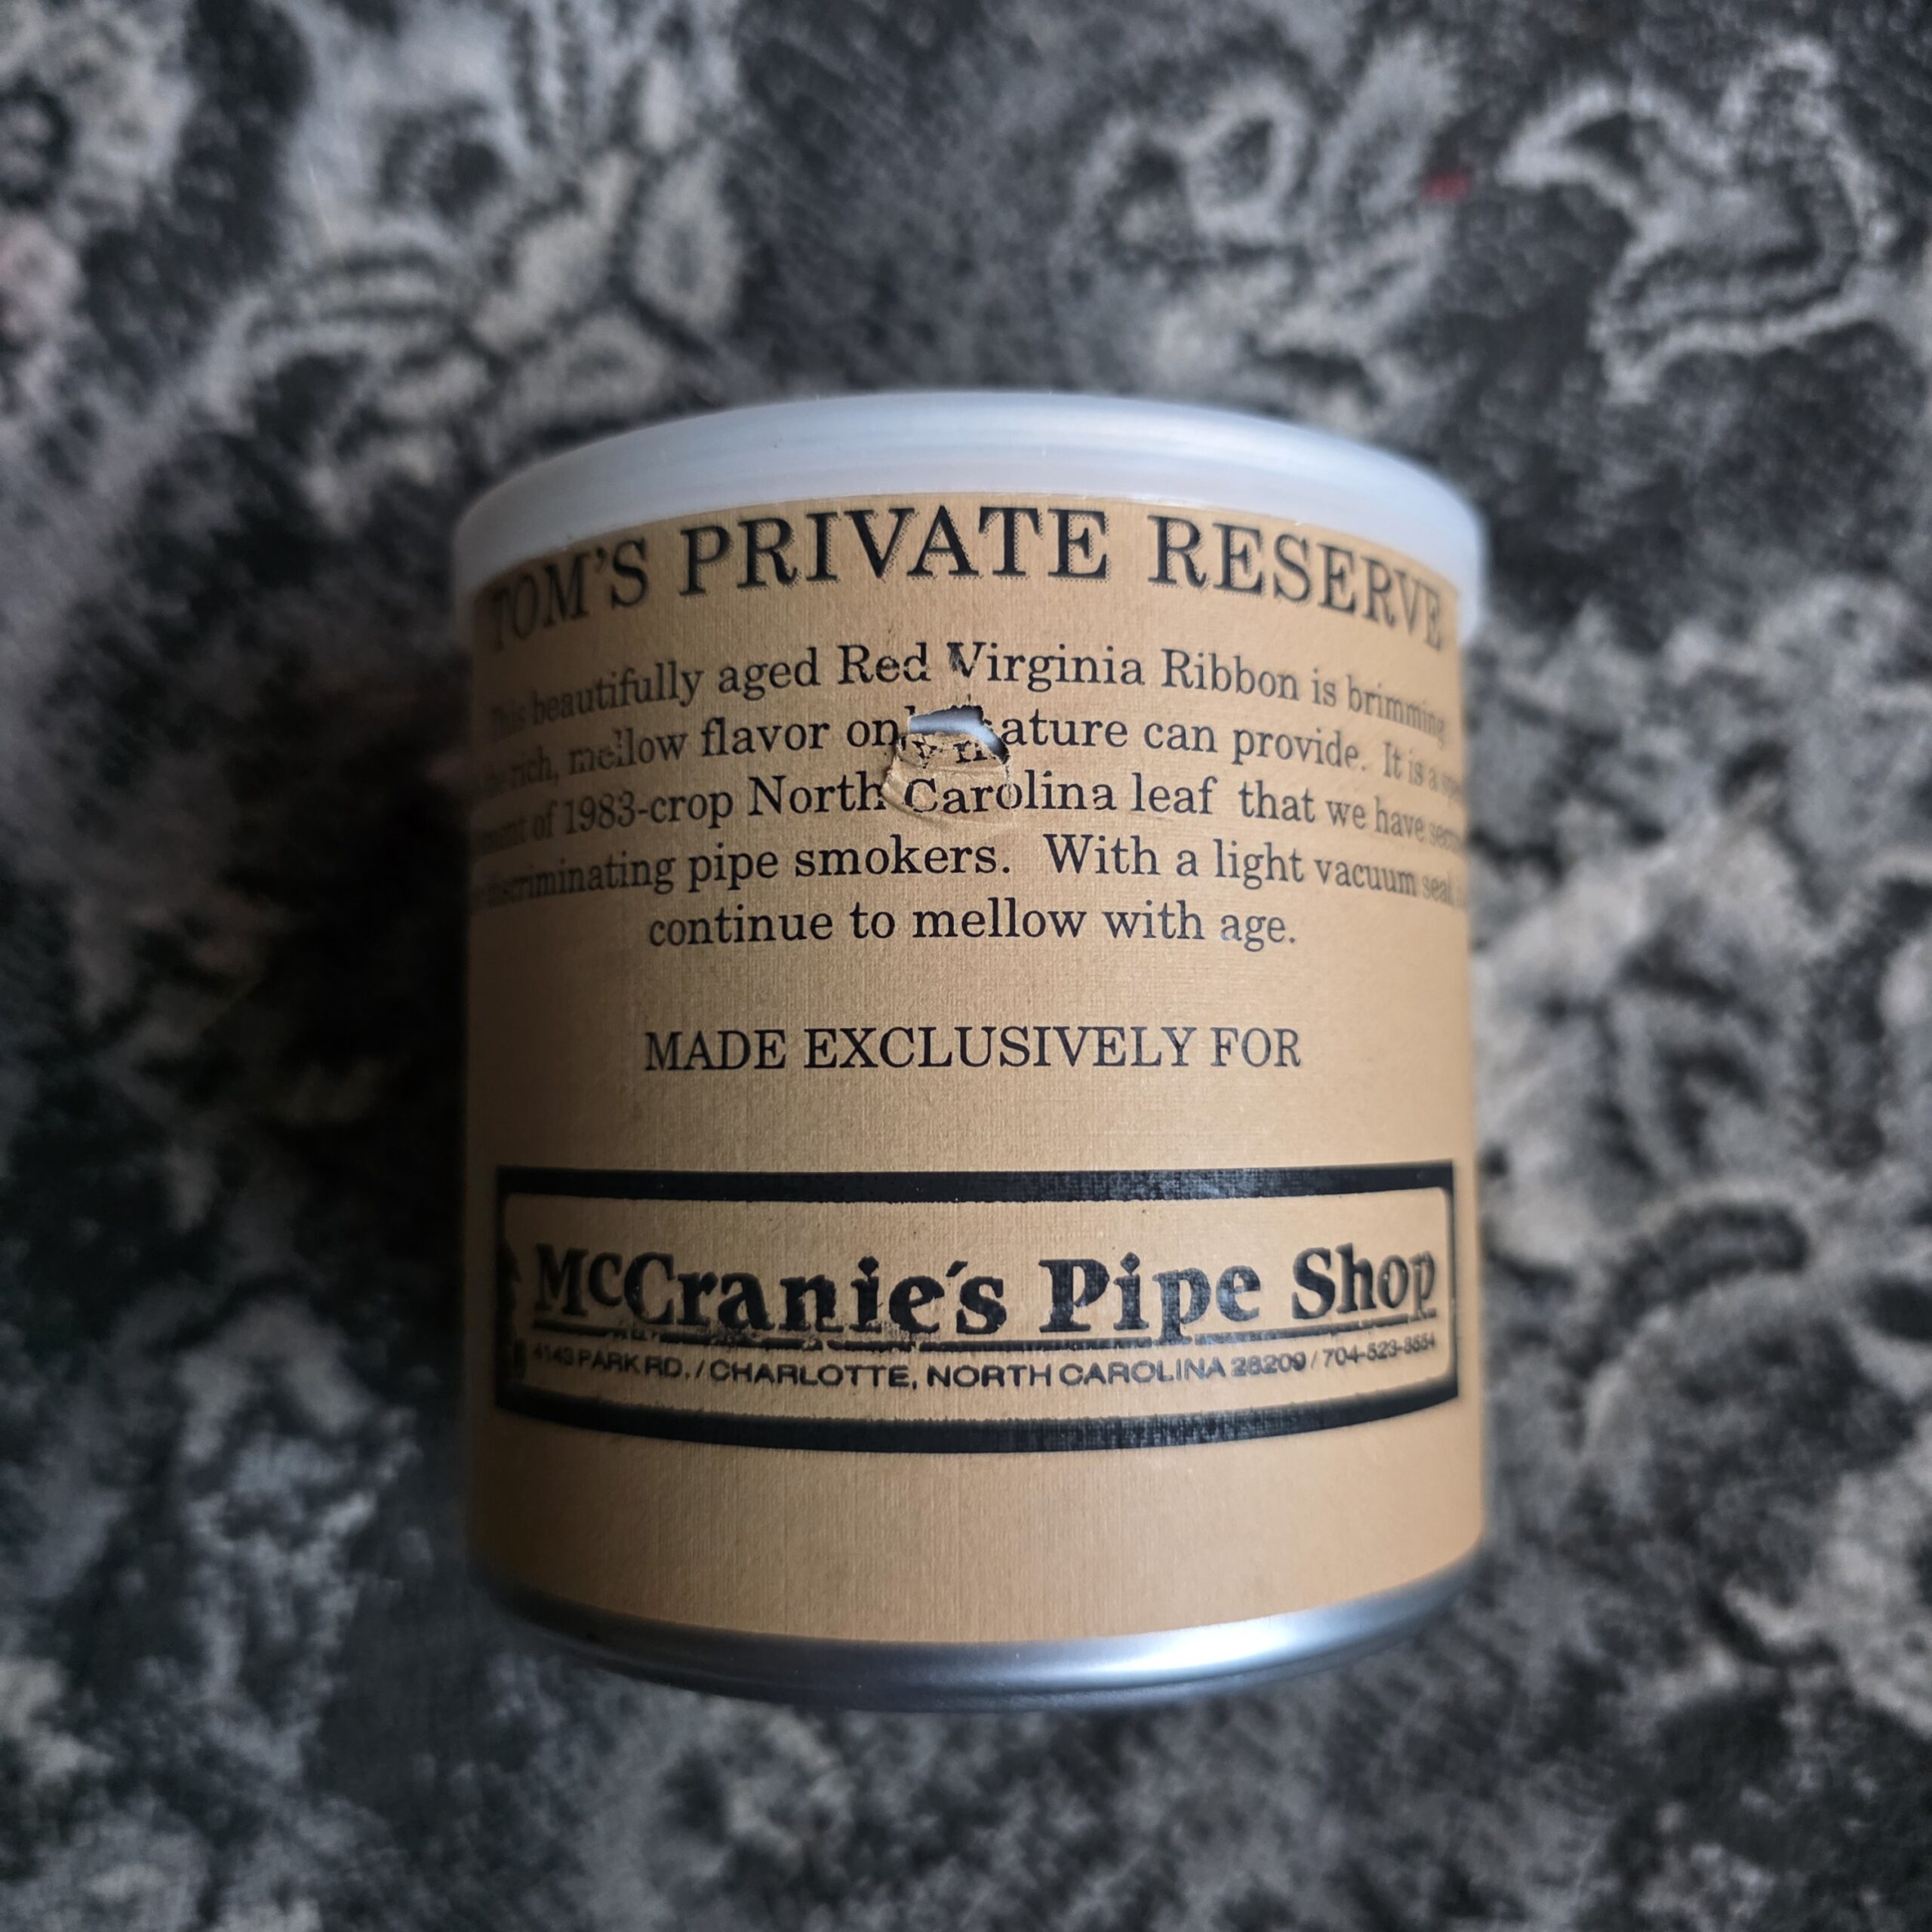 TOM'S PRIVATE RESERVE
This beautifully aged Red Virginia Ribbon is brimming
rich, mellow flavor only nature can provide. It is a
of 1983-crop North Carolina leaf that we have
discriminating pipe smokers. With a light vacuum seal,
continue to mellow with age.
MADE EXCLUSIVELY FOR
McCranie's Pipe Shop
4143 PARK RD. / CHARLOTTE, NORTH CAROLINA 28209 / 704-523-8554